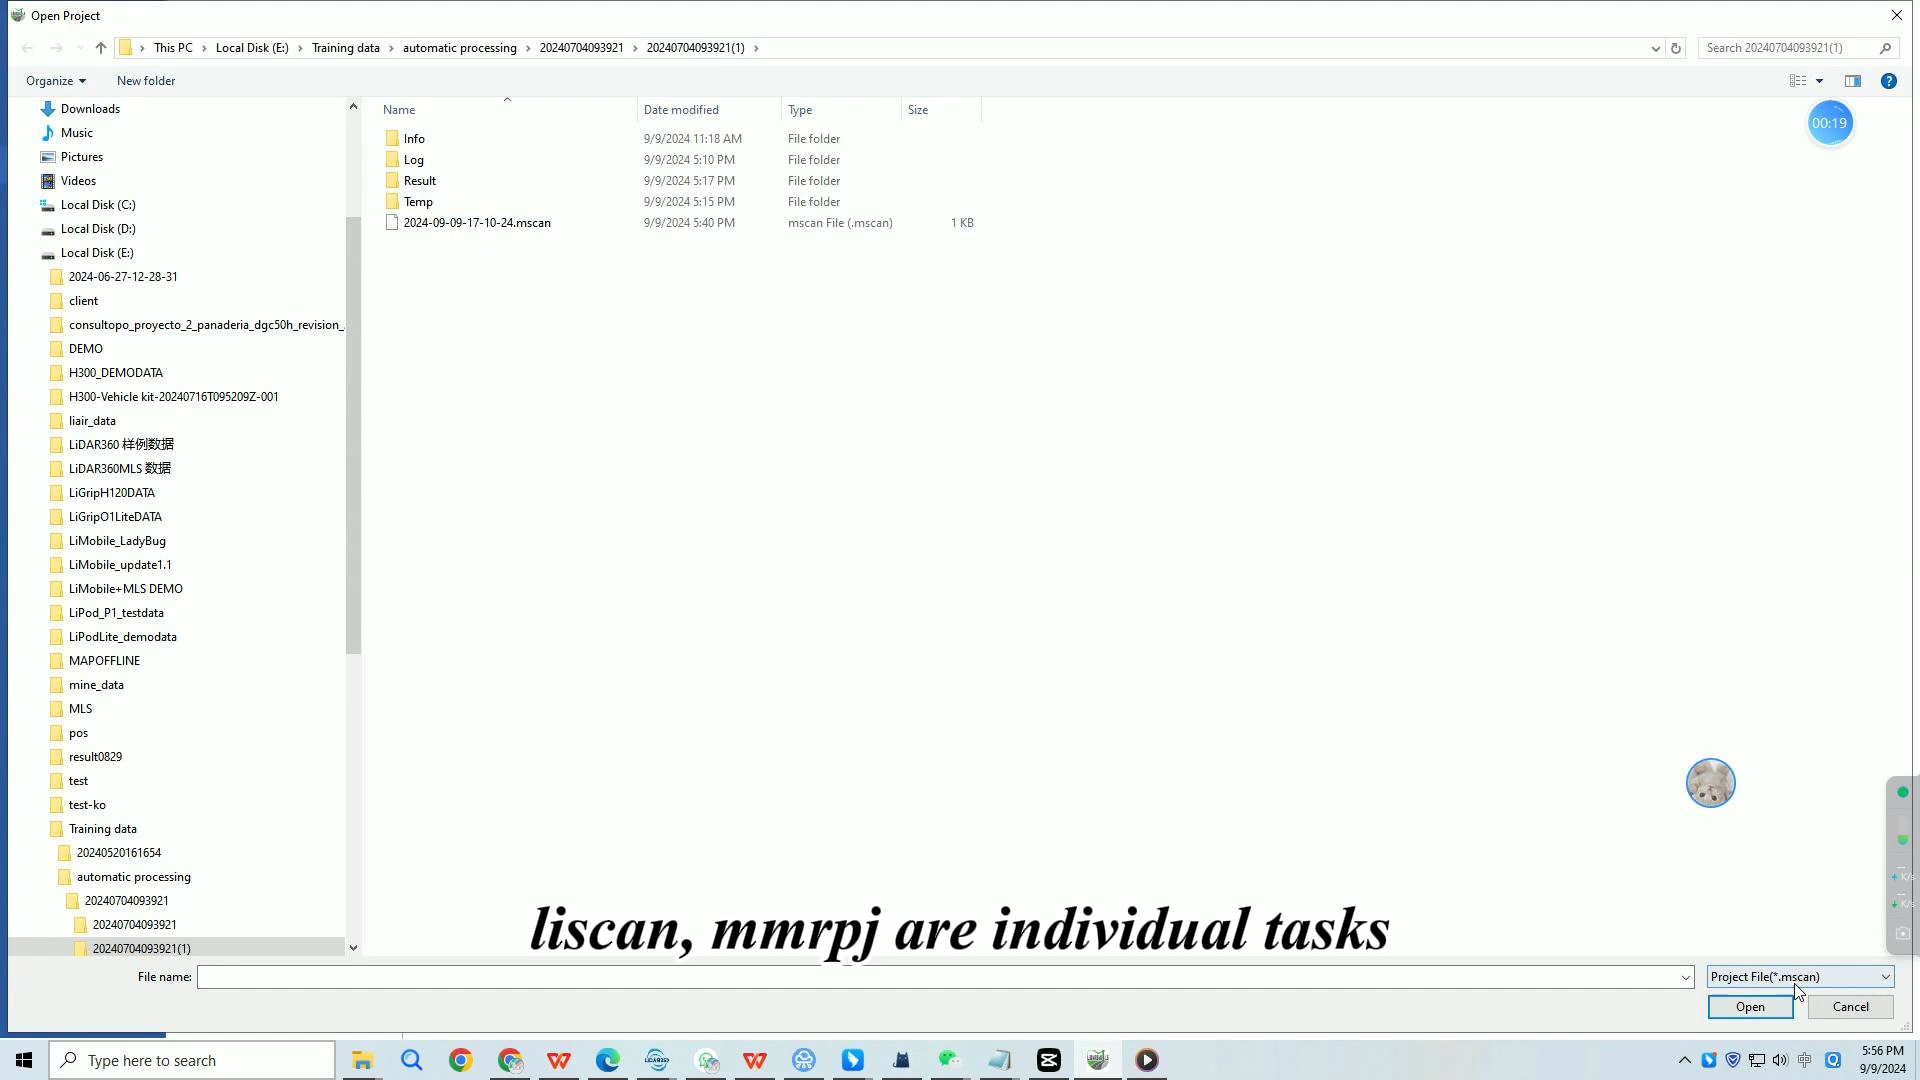 Open Project
This PC
Local Disk (E:)
Training data
automatic processing
20240704093921
20240704093921(1)
Search 20240704093921(1)
Organize
New folder
Downloads
Music
Pictures
Videos
Local Disk (C:)
Local Disk (D:)
Local Disk (E:)
2024-06-27-12-28-31
client
consultopo_proyecto_2_panaderia_dgc50h_revision_
DEMO
H300_DEMODATA
H300-Vehicle kit-20240716T095209Z-001
liair_data
LiDAR360 样例数据
LiDAR360MLS 数据
LiGripH120DATA
LiGripO1LiteDATA
LiMobile_LadyBug
LiMobile_update1.1
LiMobile+MLS DEMO
LiPod_P1_testdata
LiPodLite_demodata
MAPOFFLINE
mine_data
MLS
pos
result0829
test
test-ko
Training data
20240520161654
automatic processing
20240704093921
20240704093921
20240704093921(1)
Name Date modified Type Size
Info 9/9/2024 11:18 AM File folder
Log 9/9/2024 5:10 PM File folder
Result 9/9/2024 5:17 PM File folder
Temp 9/9/2024 5:15 PM File folder
2024-09-09-17-10-24.mscan 9/9/2024 5:40 PM mscan File (.mscan) 1 KB
00:19
-- K/s
-- K/s
liscan, mmrpj are individual tasks
File name:
Project File(*.mscan)
Open
Cancel
Type here to search
中
5:56 PM
9/9/2024